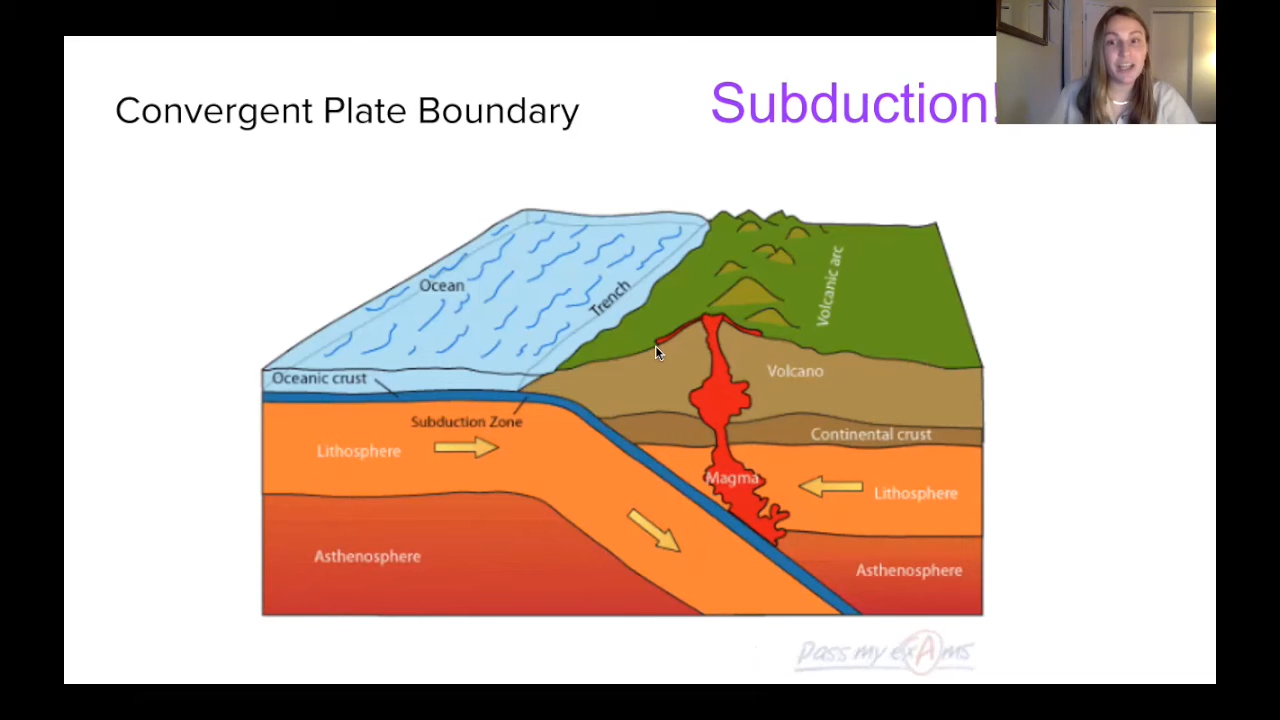 Convergent Plate Boundary
Subduction!
Ocean
Trench
Volcanic arc
Oceanic crust
Volcano
Subduction Zone
Continental crust
Lithosphere
Magma
Lithosphere
Asthenosphere
Asthenosphere
Pass my exAms